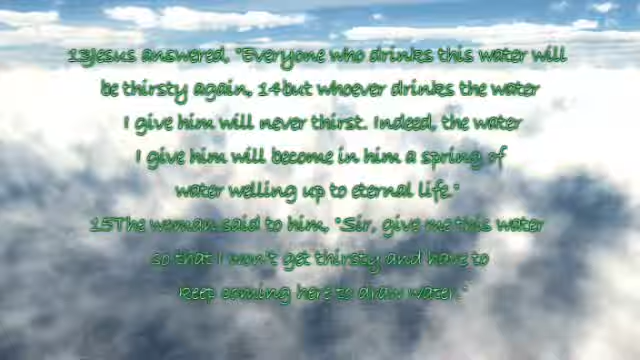 13Jesus answered, "Everyone who drinks this water will
be thirsty again, 14but whoever drinks the water
I give him will never thirst. Indeed, the water
I give him will become in him a spring of
water welling up to eternal life."
15The woman said to him, "Sir, give me this water
so that I won't get thirsty and have to
keep coming here to draw water."